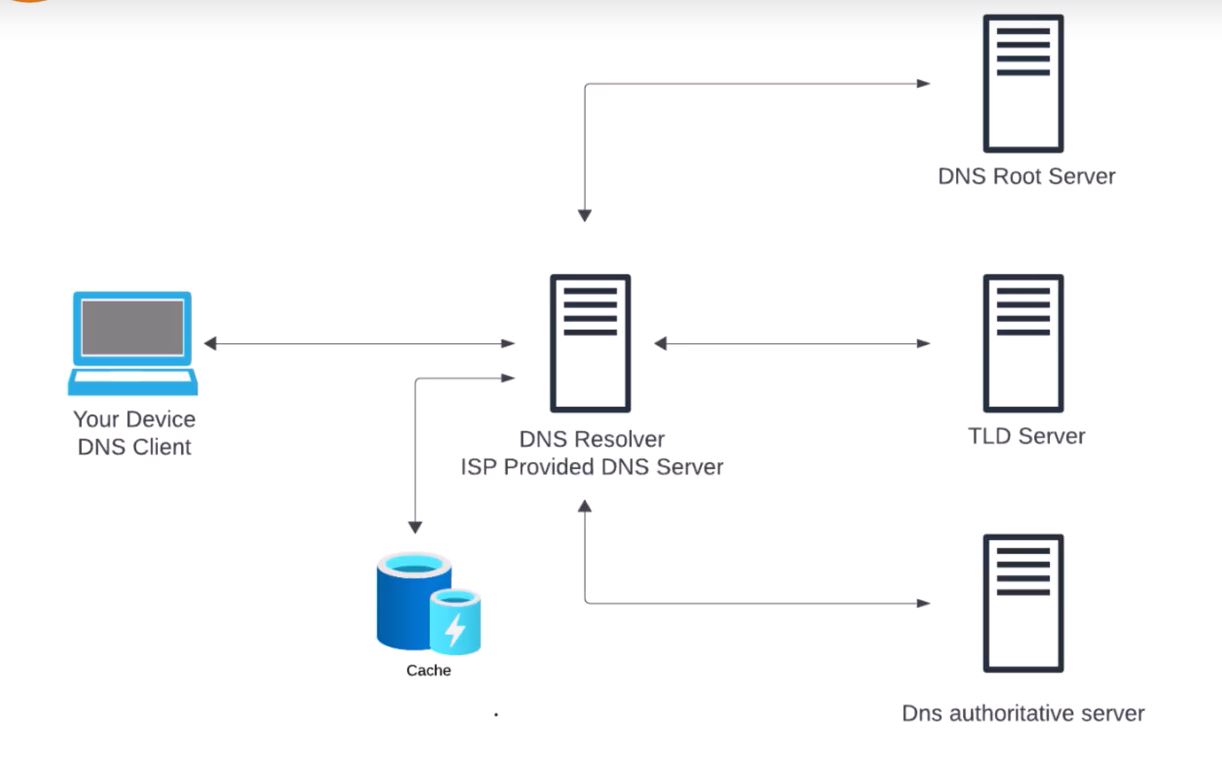 DNS Root Server
Your Device
DNS Client
DNS Resolver
ISP Provided DNS Server
TLD Server
Cache
Dns authoritative server